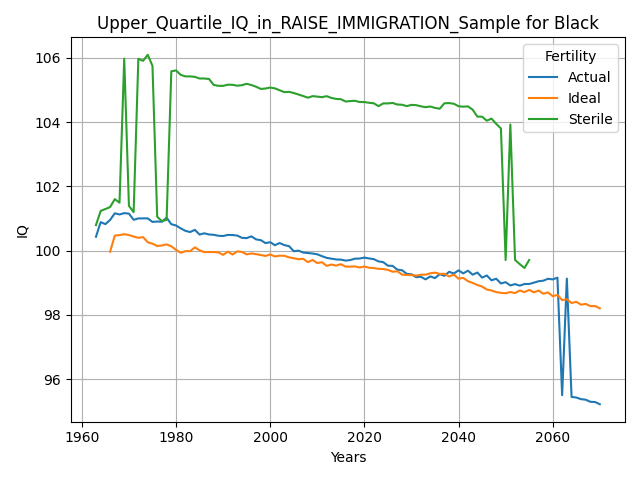 Upper_Quartile_IQ_in_RAISE_IMMIGRATION_Sample for Black
Fertility
Actual
Ideal
Sterile
IQ
106
104
102
100
98
96
1960
1980
2000
2020
2040
2060
Years